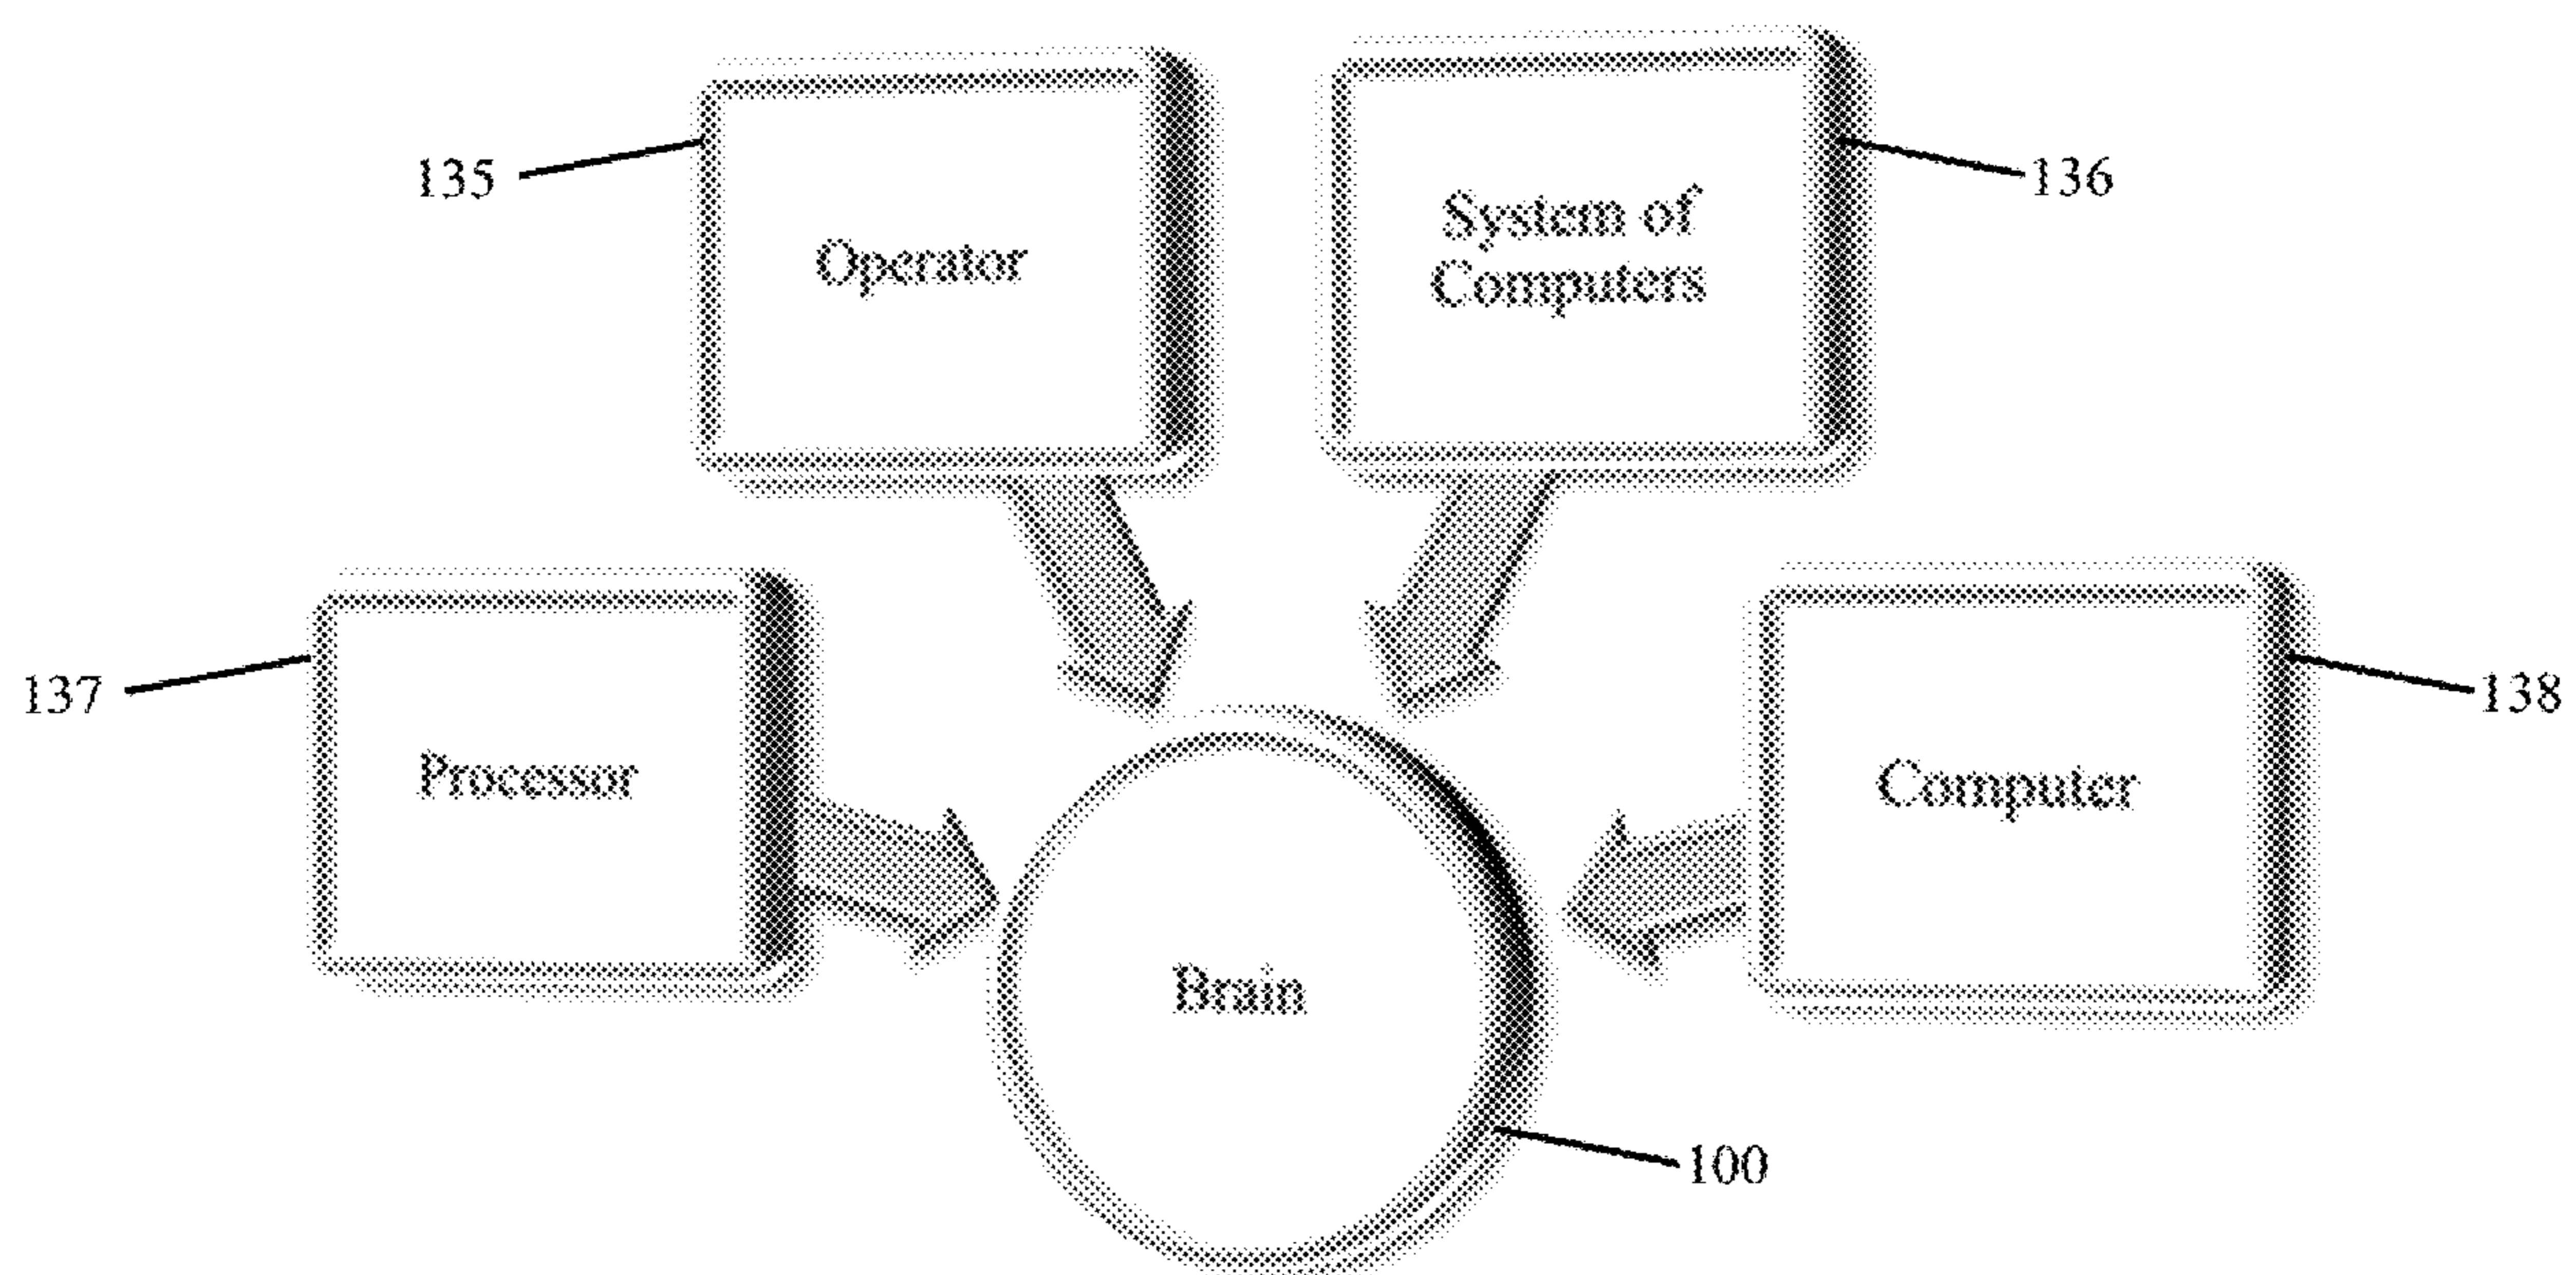 135
Operator
System of
Computers
136
137
Processor
Computer
138
Brain
100